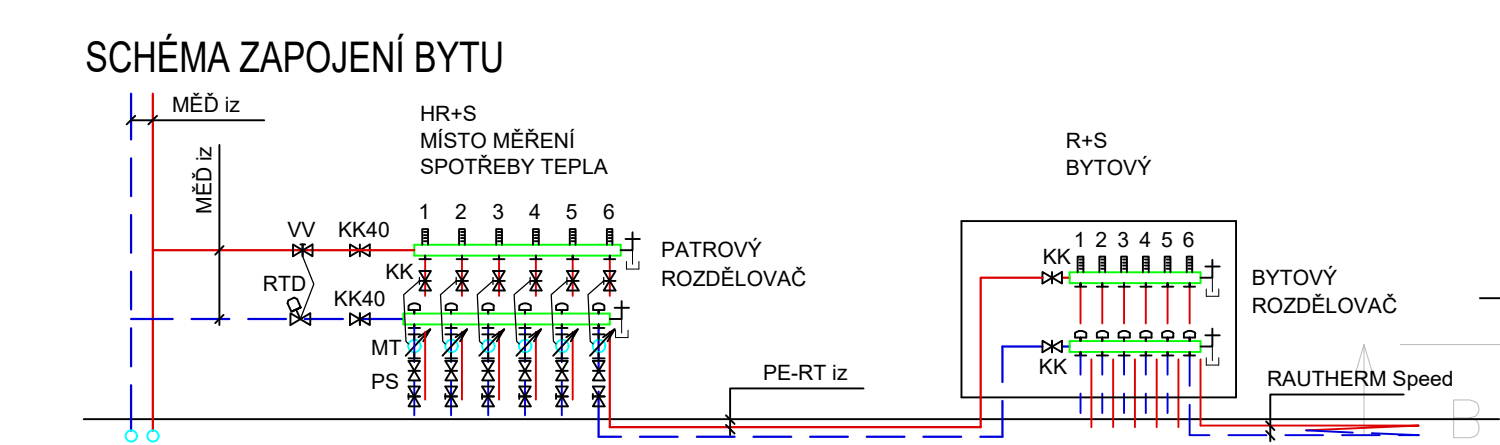 SCHÉMA ZAPOJENÍ BYTU
MĚĎ iz
MĚĎ iz
HR+S
MÍSTO MĚŘENÍ
SPOTŘEBY TEPLA
R+S
BYTOVÝ
1 2 3 4 5 6
VV KK40
PATROVÝ
ROZDĚLOVAČ
KK
RTD
KK40
MT
PS
1 2 3 4 5 6
KK
BYTOVÝ
ROZDĚLOVAČ
KK
PE-RT iz
RAUTHERM Speed
B